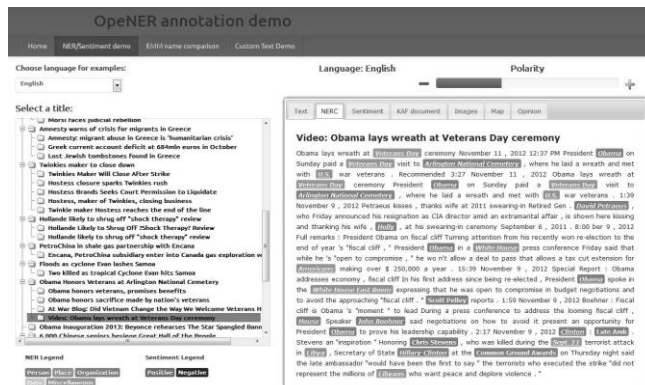 OpeNER annotation demo
Home NER/Sentiment demo EMM name comparison Custom Text Demo
Choose language for examples:
English
Select a title:
Morsi faces judicial rebellion
Amnesty warns of crisis for migrants in Greece
Amnesty: migrant abuse in Greece is 'humanitarian crisis'
Greek current account deficit at 684mln euros in October
Lost Jewish tombstones found in Greece
Twinkies maker to close down
Twinkies Maker Will Close After Strike
Hostess closure sparks Twinkies rush
Hostess Brands Seeks Court Permission to Liquidate
Hostess, maker of Twinkies, closing business
Twinkie maker Hostess reaches the end of the line
Hollande likely to shrug off "shock therapy" review
Hollande Likely to Shrug Off ?Shock Therapy? Review
Hollande likely to shrug off "shock therapy" review
PetroChina in shale gas partnership with Encana
Encana, PetroChina subsidiary enter into Canada gas exploration w
Floods as cyclone Evan lashes Samoa
Two killed as tropical Cyclone Evan hits Samoa
Obama Honors Veterans at Arlington National Cemetery
Obama honors veterans, promises benefits
Obama honors sacrifice made by nation's veterans
At War Blog: Did Vietnam Change the Way We Welcome Veterans H
Video: Obama lays wreath at Veterans Day ceremony
Obama Inauguration 2013: Beyonce rehearses The Star Spangled Bann
6,000 Chinese seniors besiege Great Hall of the People
NER Legend
Person Place Organization
Date Miscellaneous
Sentiment Legend
Positive Negative
Language: English Polarity
Text NERC Sentiment KAF document Images Map Opinion
Video: Obama lays wreath at Veterans Day ceremony
Obama lays wreath at Veterans Day ceremony November 11 , 2012 12:37 PM President Obama on
Sunday paid a Veterans Day visit to Arlington National Cemetery , where he laid a wreath and met
with U.S. war veterans . Recommended 3:27 November 11 , 2012 Obama lays wreath at
Veterans Day ceremony President Obama on Sunday paid a Veterans Day visit to
Arlington National Cemetery , where he laid a wreath and met with U.S. war veterans . 1:39
November 9 , 2012 Petraeus kisses , thanks wife at 2011 swearing-in Retired Gen . David Petraeus ,
who Friday announced his resignation as CIA director amid an extramarital affair , is shown here kissing
and thanking his wife , Holly , at his swearing-in ceremony September 6 , 2011 . 8:00 ber 9 , 2012
Full remarks : President Obama on fiscal cliff Turning attention from his recently won re-election to the
end of year 's "fiscal cliff , " President Obama in a White House press conference Friday said that
while he 's "open to compromise , " he wo n't allow a deal to pass that allows a tax cut extension for
Americans making over $ 250,000 a year . 15:39 November 9 , 2012 Special Report : Obama
addresses economy , fiscal cliff In his first address since being re-elected , President Obama spoke in
the White House East Room expressing that he was open to compromise in budget negotiations and
to avoid the approaching "fiscal cliff . " Scott Pelley reports . 1:59 November 9 , 2012 Boehner : Fiscal
cliff is Obama 's "moment " to lead During a press conference to address the looming fiscal cliff ,
House Speaker John Boehner said negotiations on how to avoid it present an opportunity for
President Obama to prove his leadership capability . 2:17 November 9 , 2012 Clinton : Late Amb .
Stevens an "inspiration " Honoring Chris Stevens , who was killed during the Sept. 11 terrorist attack
in Libya , Secretary of State Hillary Clinton at the Common Ground Awards on Thursday night said
the late ambassador "would have been the first to say " the terrorists who executed the strike "did not
represent the millions of Libyans who want peace and deplore violence . "